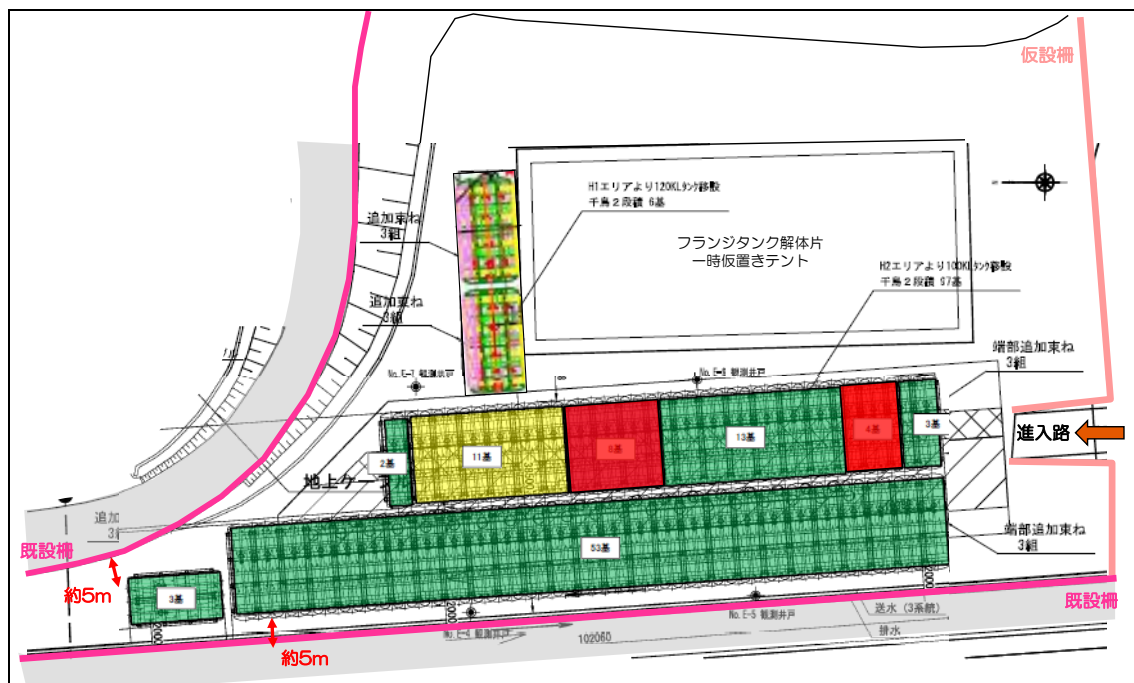 仮設柵
H1エリアより120KLタンク移設
千鳥2段積 6基
追加束ね
3組
フランジタンク解体片
一時仮置きテント
H2エリアより100KLタンク移設
千鳥2段積 97基
追加束ね
3組
端部追加束ね
3組
No.E-7 観測井戸
No.E-8 観測井戸
3基
4基
13基
進入路
8基
11基
2基
地上ケー
追加
3組
端部追加束ね
3組
既設柵
53基
3基
約5m
既設柵
2000
2000
2000
No.E-5 観測井戸
送水(3系統)
排水
No.E-4 観測井戸
102060
約5m